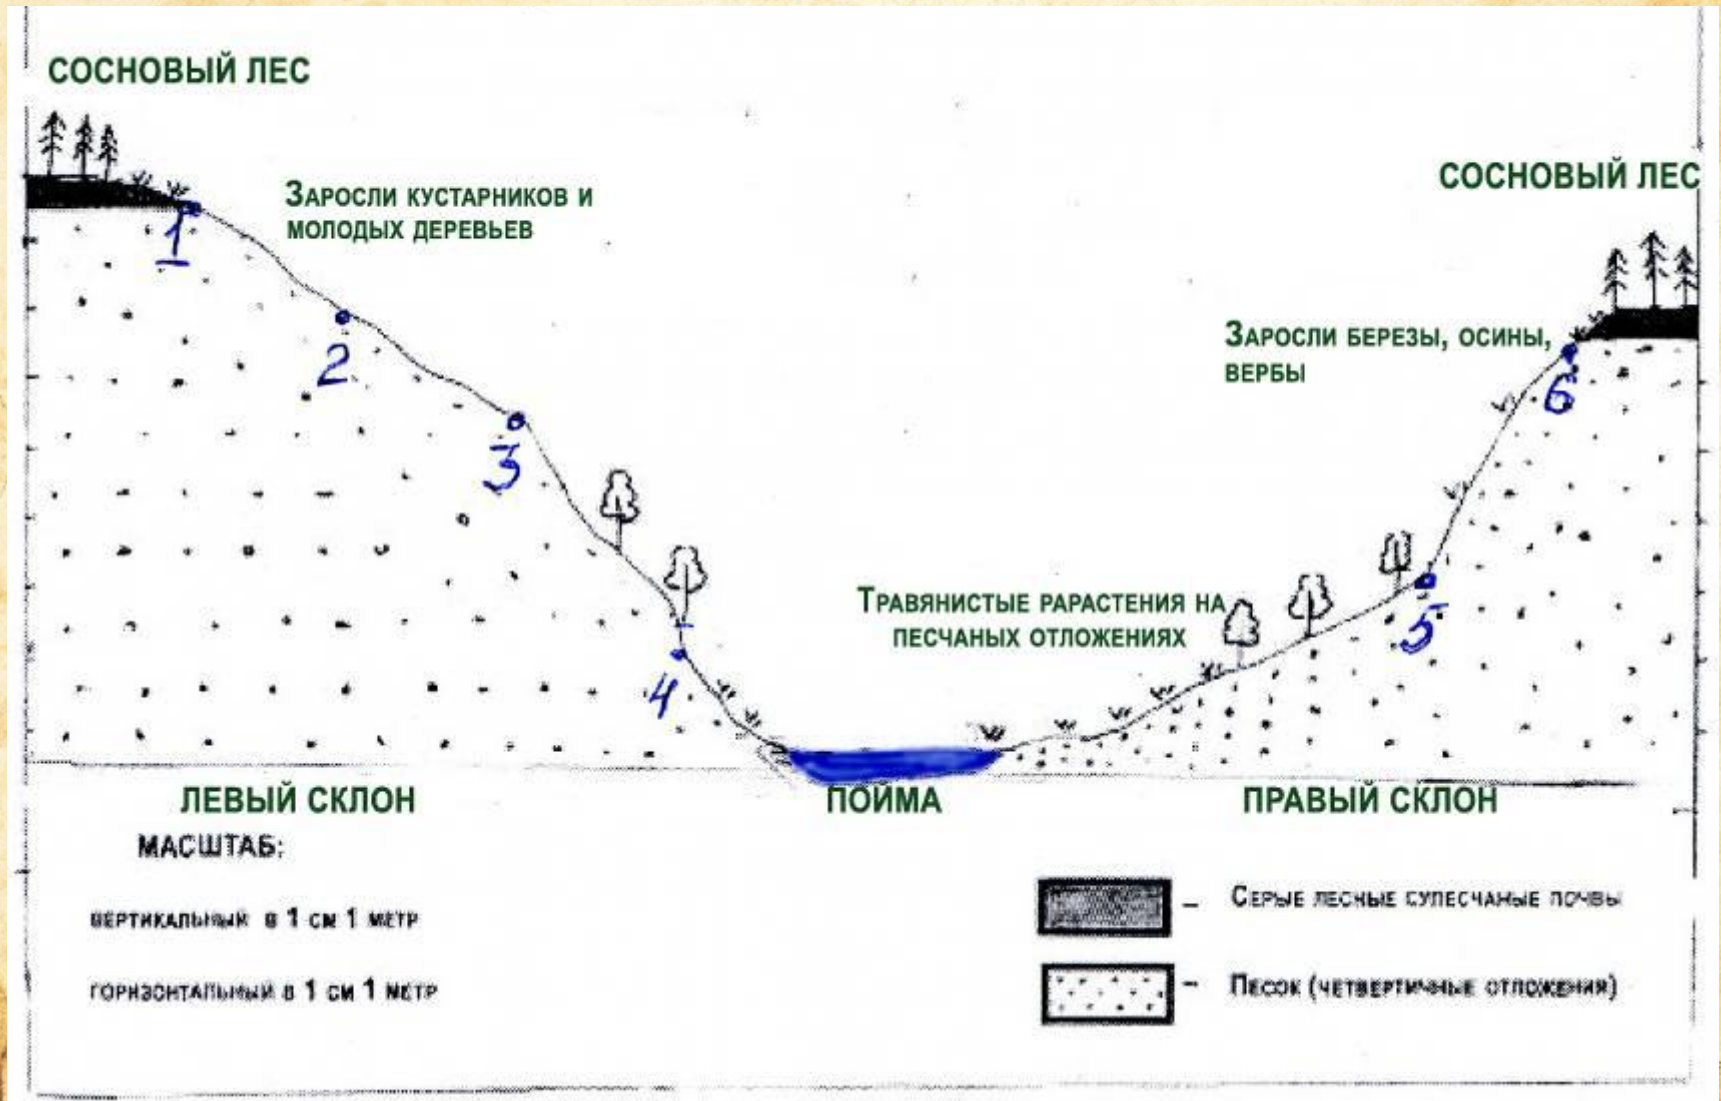 СОСНОВЫЙ ЛЕС
ЗАРОСЛИ КУСТАРНИКОВ И
МОЛОДЫХ ДЕРЕВЬЕВ
СОСНОВЫЙ ЛЕС
1
2
ЗАРОСЛИ БЕРЕЗЫ, ОСИНЫ,
ВЕРБЫ
6
3
ТРАВЯНИСТЫЕ РАРАСТЕНИЯ НА
ПЕСЧАНЫХ ОТЛОЖЕНИЯХ
5
4
ЛЕВЫЙ СКЛОН
ПОЙМА
ПРАВЫЙ СКЛОН
МАСШТАБ:
ВЕРТИКАЛЬНЫЙ В 1 СМ 1 МЕТР
ГОРИЗОНТАЛЬНЫЙ В 1 СМ 1 МЕТР
– СЕРЫЕ ЛЕСНЫЕ СУПЕСЧАНЫЕ ПОЧВЫ
– ПЕСОК (ЧЕТВЕРТИЧНЫЕ ОТЛОЖЕНИЯ)